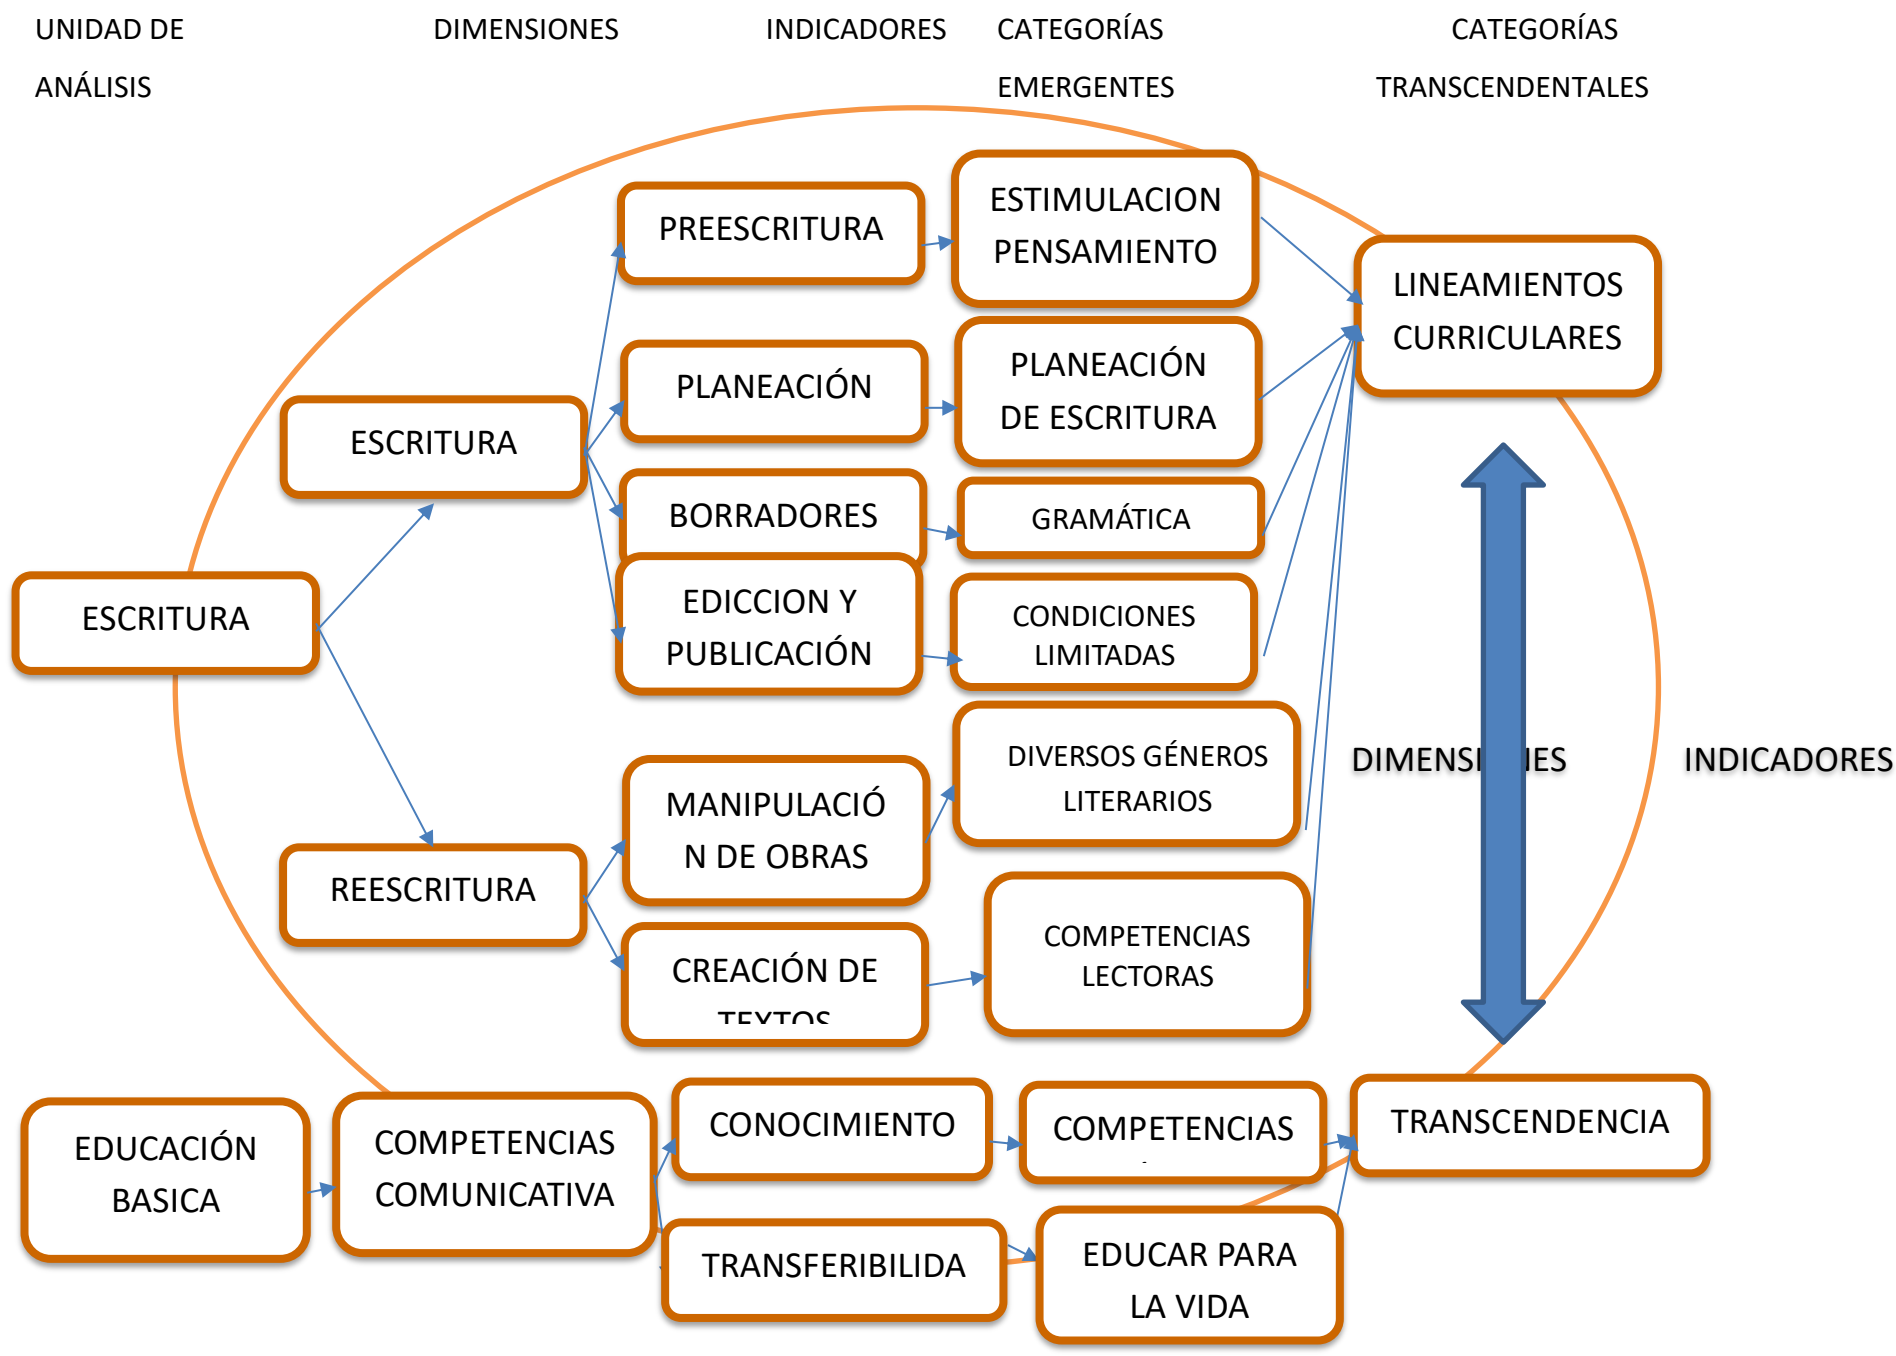 UNIDAD DE
ANÁLISIS
DIMENSIONES
INDICADORES
CATEGORÍAS
EMERGENTES
CATEGORÍAS
TRANSCENDENTALES
PREESCRITURA
ESTIMULACION
PENSAMIENTO
LINEAMIENTOS
CURRICULARES
PLANEACIÓN
PLANEACIÓN
DE ESCRITURA
ESCRITURA
BORRADORES
GRAMÁTICA
ESCRITURA
EDICCION Y
PUBLICACIÓN
CONDICIONES
LIMITADAS
DIVERSOS GÉNEROS
LITERARIOS
DIMENSIONES
INDICADORES
MANIPULACIÓ
N DE OBRAS
REESCRITURA
CREACIÓN DE
TEXTOS
COMPETENCIAS
LECTORAS
EDUCACIÓN
BASICA
COMPETENCIAS
COMUNICATIVA
CONOCIMIENTO
COMPETENCIAS
TRANSCENDENCIA
TRANSFERIBILIDA
EDUCAR PARA
LA VIDA